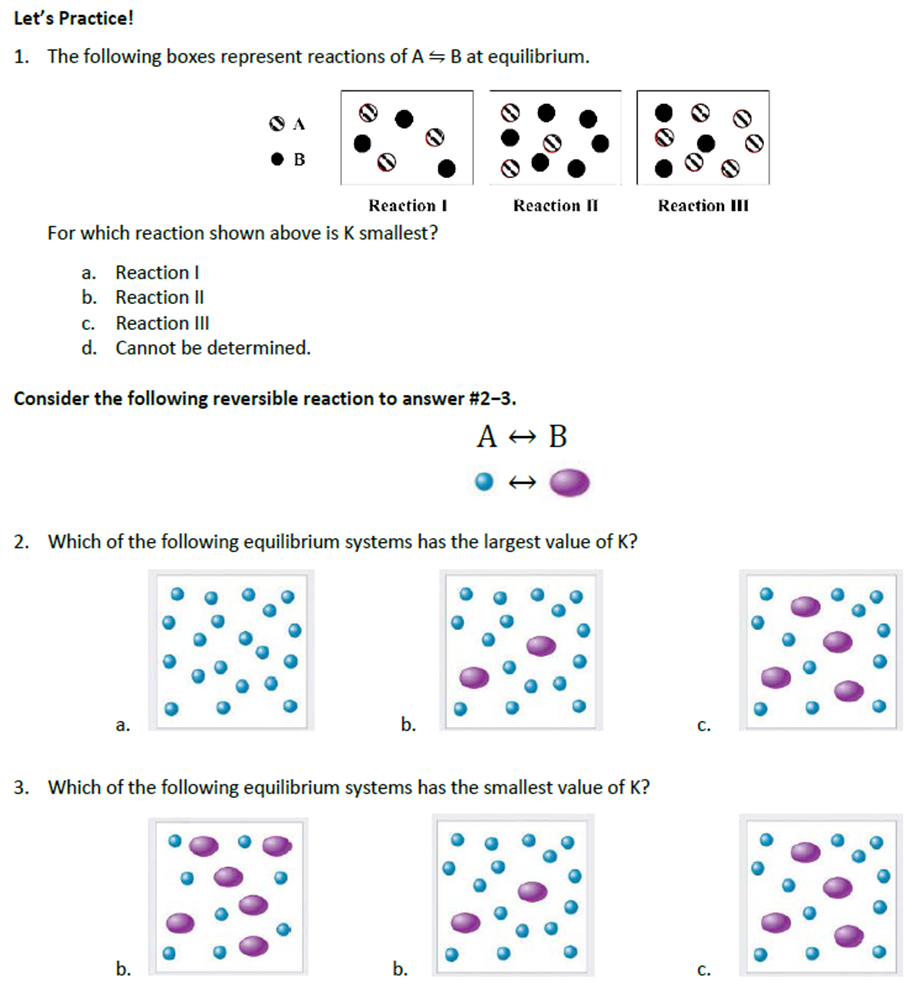 Let's Practice!
1. The following boxes represent reactions of A ⇋ B at equilibrium.
A
B
Reaction I Reaction II Reaction III
For which reaction shown above is K smallest?
a. Reaction I
b. Reaction II
c. Reaction III
d. Cannot be determined.
Consider the following reversible reaction to answer #2–3.
A ↔ B
↔
2. Which of the following equilibrium systems has the largest value of K?
a. b. c.
3. Which of the following equilibrium systems has the smallest value of K?
b. b. c.